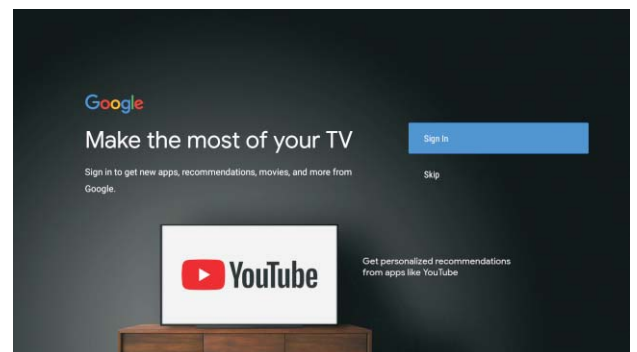 Google
Make the most of your TV
Sign in to get new apps, recommendations, movies, and more from
Google.
Sign In
Skip
YouTube
Get personalized recommendations
from apps like YouTube